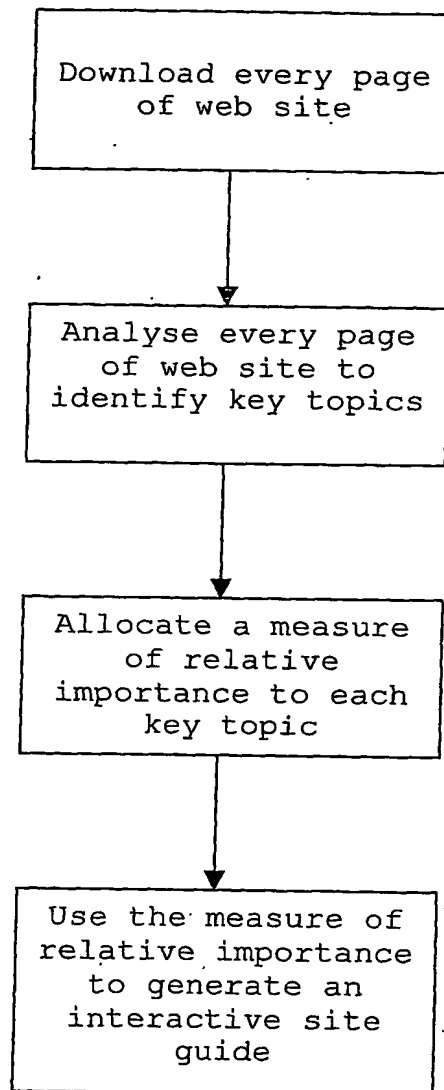 Download every page
of web site
Analyse every page
of web site to
identify key topics
Allocate a measure
of relative
importance to each
key topic
Use the measure of
relative importance
to generate an
interactive site
guide